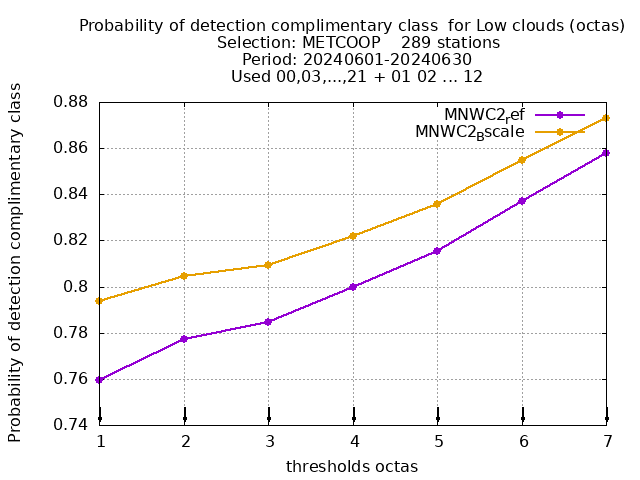 Probability of detection complimentary class  for Low clouds (octas)
Selection: METCOOP    289 stations
Period: 20240601-20240630
Used 00,03,...,21 + 01 02 ... 12
Probability of detection complimentary class
0.88
0.86
0.84
0.82
0.8
0.78
0.76
0.74
MNWC2ref
MNWC2Bscale
1 2 3 4 5 6 7
thresholds octas